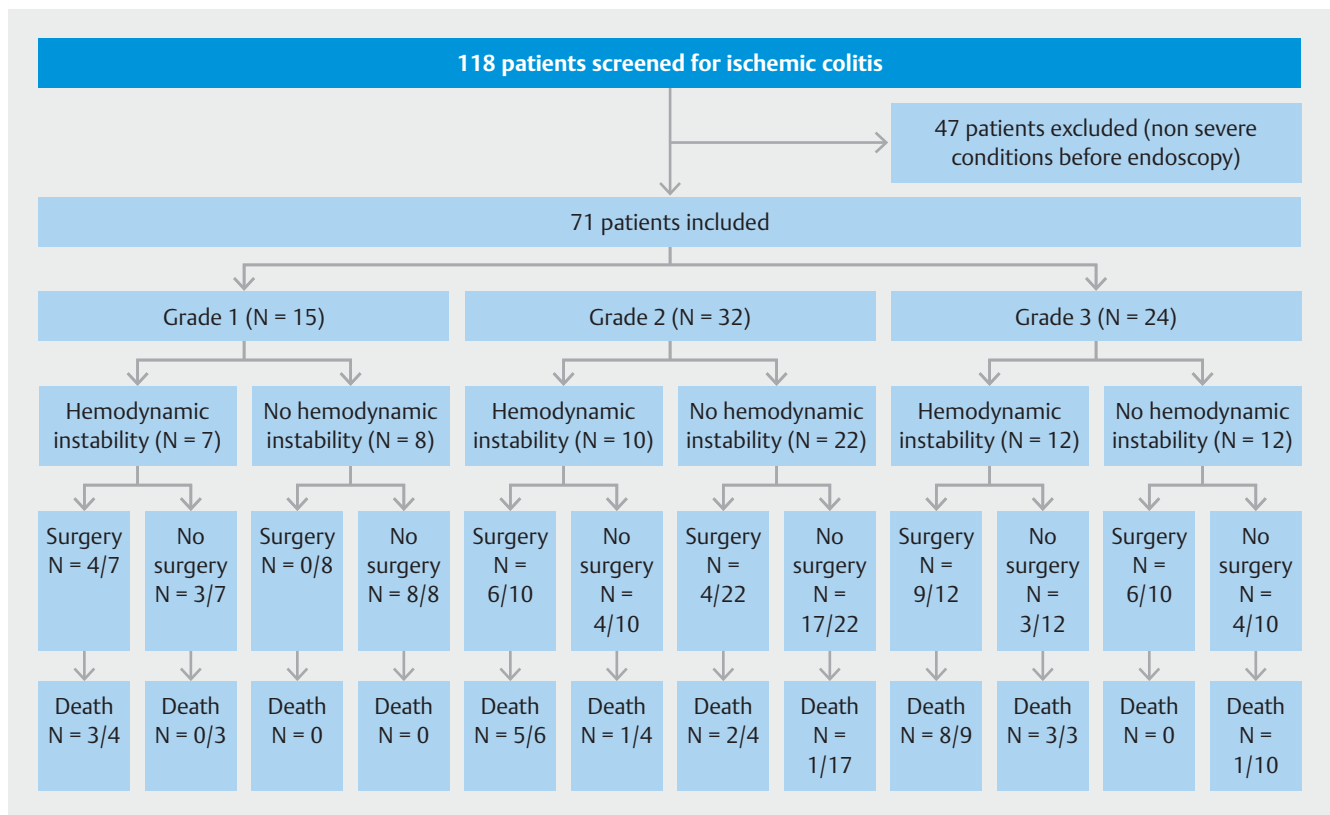 118 patients screened for ischemic colitis
47 patients excluded (non severe
conditions before endoscopy)
71 patients included
Grade 1 (N = 15)
Grade 2 (N = 32)
Grade 3 (N = 24)
Hemodynamic
instability (N = 7)
No hemodynamic
instability (N = 8)
Hemodynamic
instability (N = 10)
No hemodynamic
instability (N = 22)
Hemodynamic
instability (N = 12)
No hemodynamic
instability (N = 12)
Surgery
N = 4/7
No
surgery
N = 3/7
Surgery
N = 0/8
No
surgery
N = 8/8
Surgery
N =
6/10
No
surgery
N =
4/10
Surgery
N =
4/22
No
surgery
N =
17/22
Surgery
N =
9/12
No
surgery
N =
3/12
Surgery
N =
6/10
No
surgery
N =
4/10
Death
N = 3/4
Death
N = 0/3
Death
N = 0
Death
N = 0
Death
N = 5/6
Death
N = 1/4
Death
N = 2/4
Death
N =
1/17
Death
N = 8/9
Death
N = 3/3
Death
N = 0
Death
N =
1/10